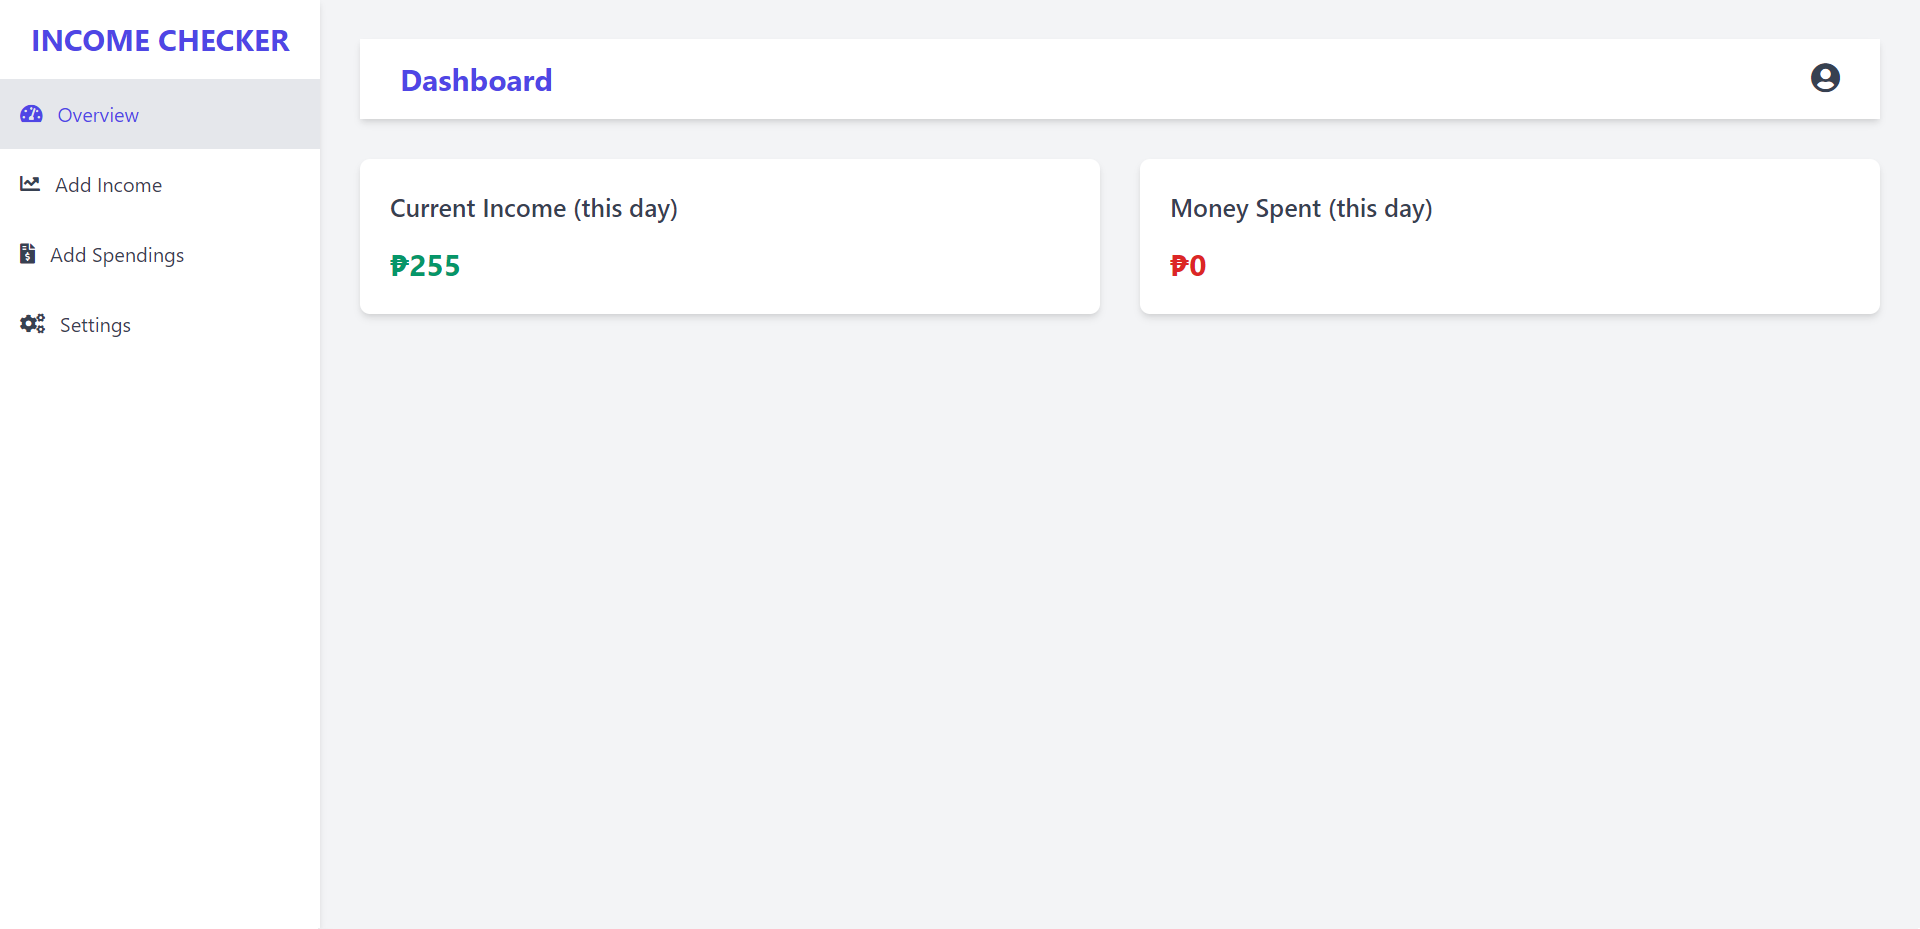 INCOME CHECKER
Overview
Add Income
Add Spendings
Settings
Dashboard
Current Income (this day)
₱255
Money Spent (this day)
₱0